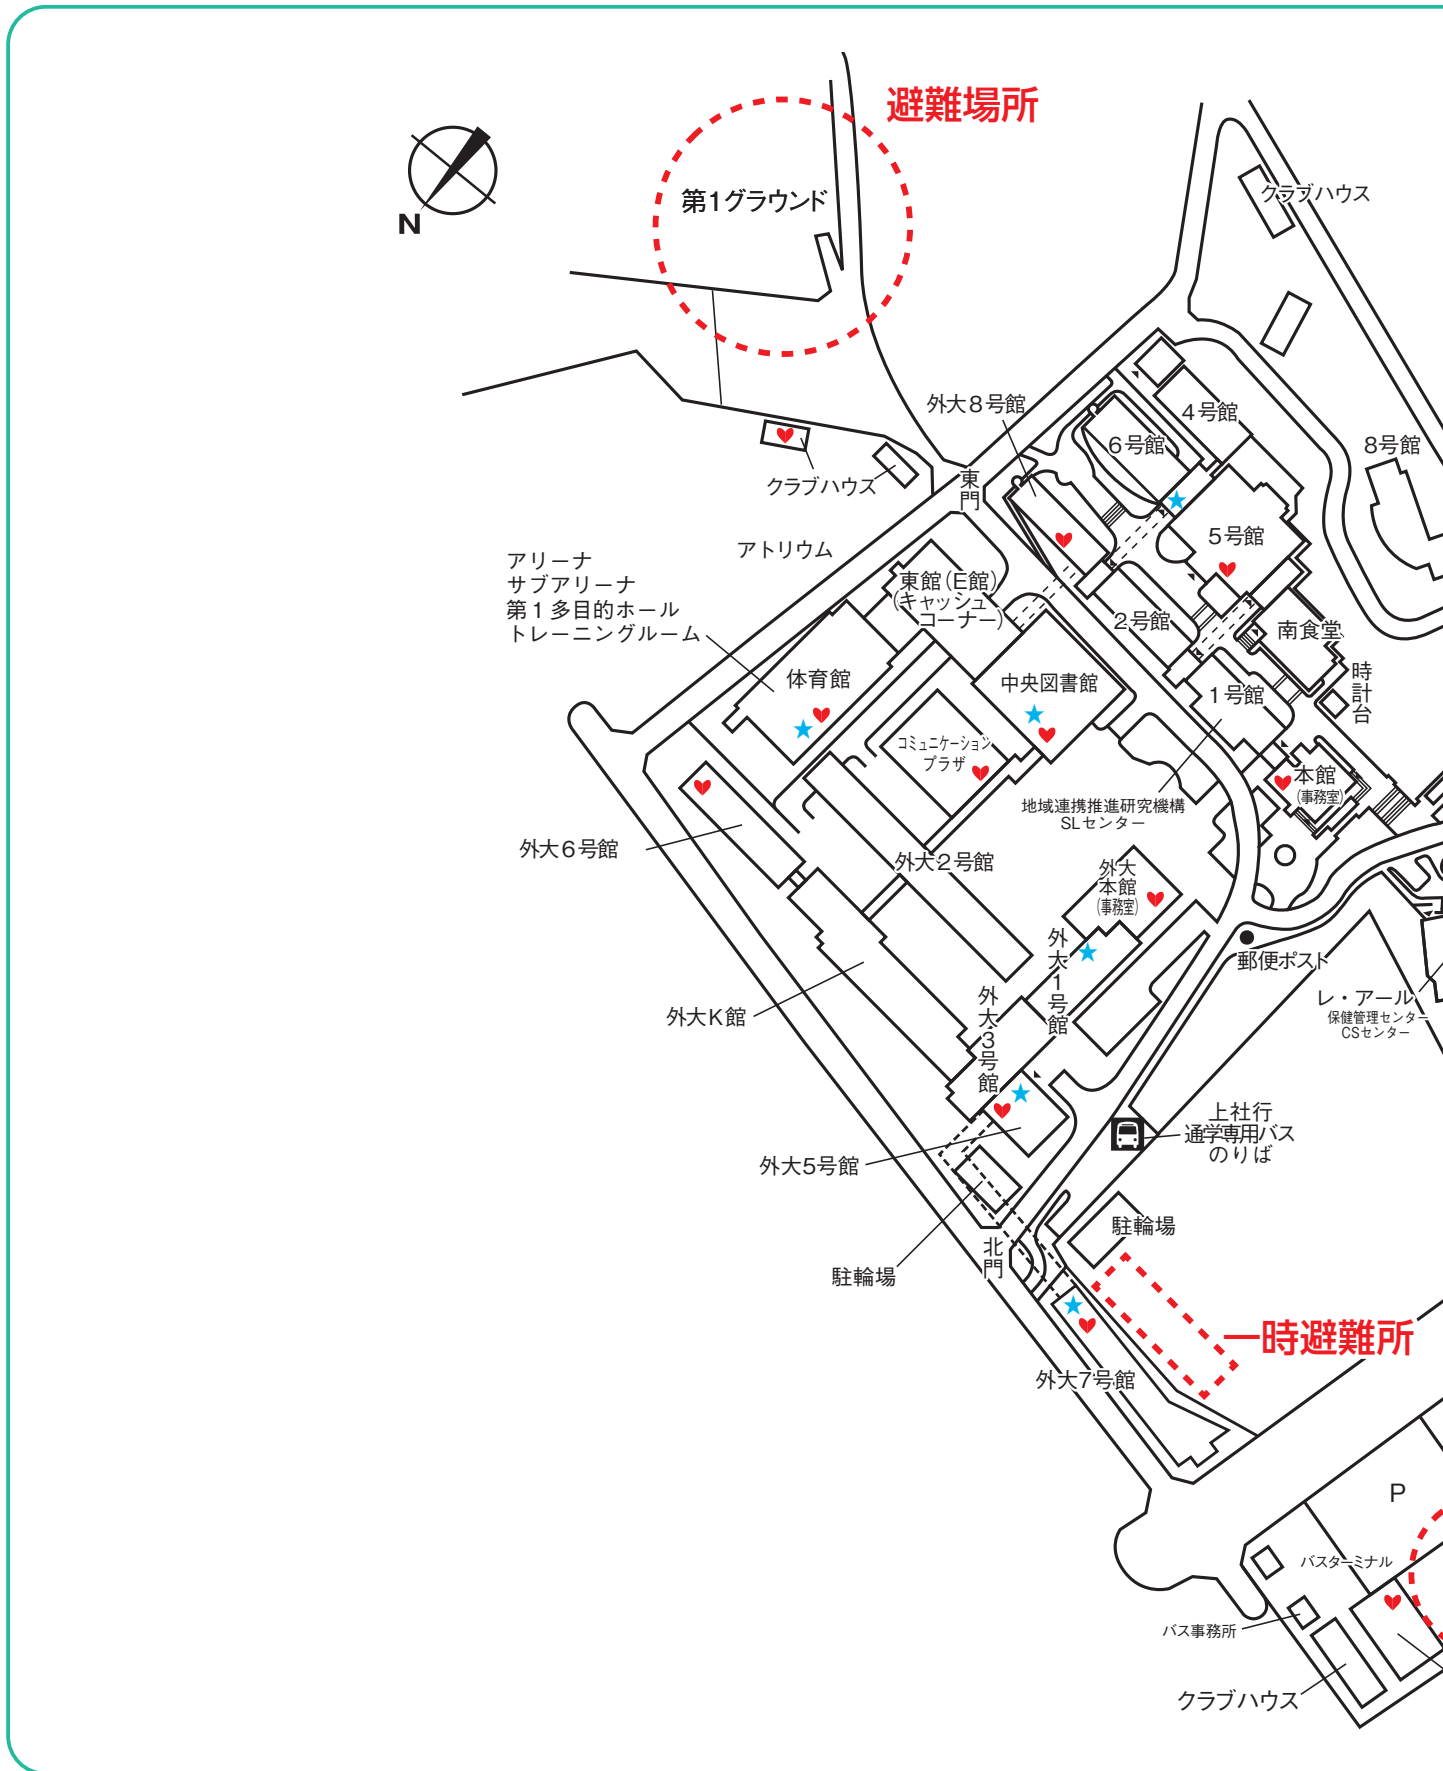 避難場所
N
第1グラウンド
クラブハウス
外大8号館
4号館
6号館
8号館
クラブハウス
東門
アトリウム
5号館
アリーナ
サブアリーナ
第1多目的ホール
トレーニングルーム
東館(E館)
(キャッシュ
コーナー)
2号館
南食堂
体育館
中央図書館
1号館
時計台
コミュニケーション
プラザ
本館
(事務室)
地域連携推進研究機構
SLセンター
外大6号館
外大2号館
外大
本館
(事務室)
外大1号館
郵便ポスト
外大3号館
レ・アール
保健管理センター
CSセンター
外大K館
上社行
通学専用バス
のりば
外大5号館
駐輪場
北門
駐輪場
一時避難所
外大7号館
P
バスターミナル
バス事務所
クラブハウス